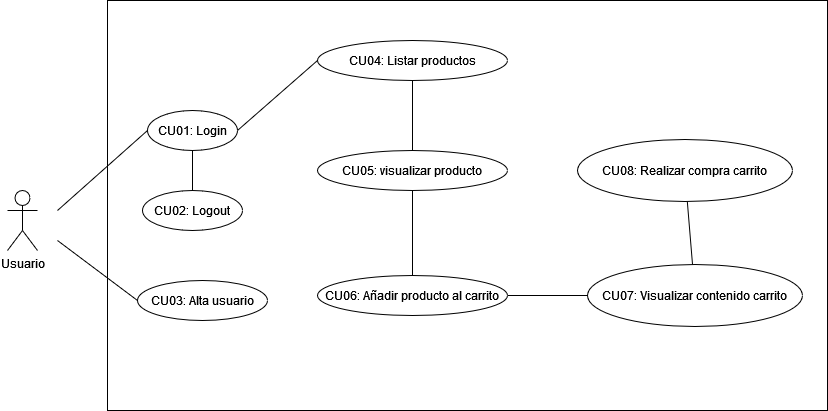 CU04: Listar productos
CU01: Login
CU05: visualizar producto
CU08: Realizar compra carrito
CU02: Logout
Usuario
CU03: Alta usuario
CU06: Añadir producto al carrito
CU07: Visualizar contenido carrito